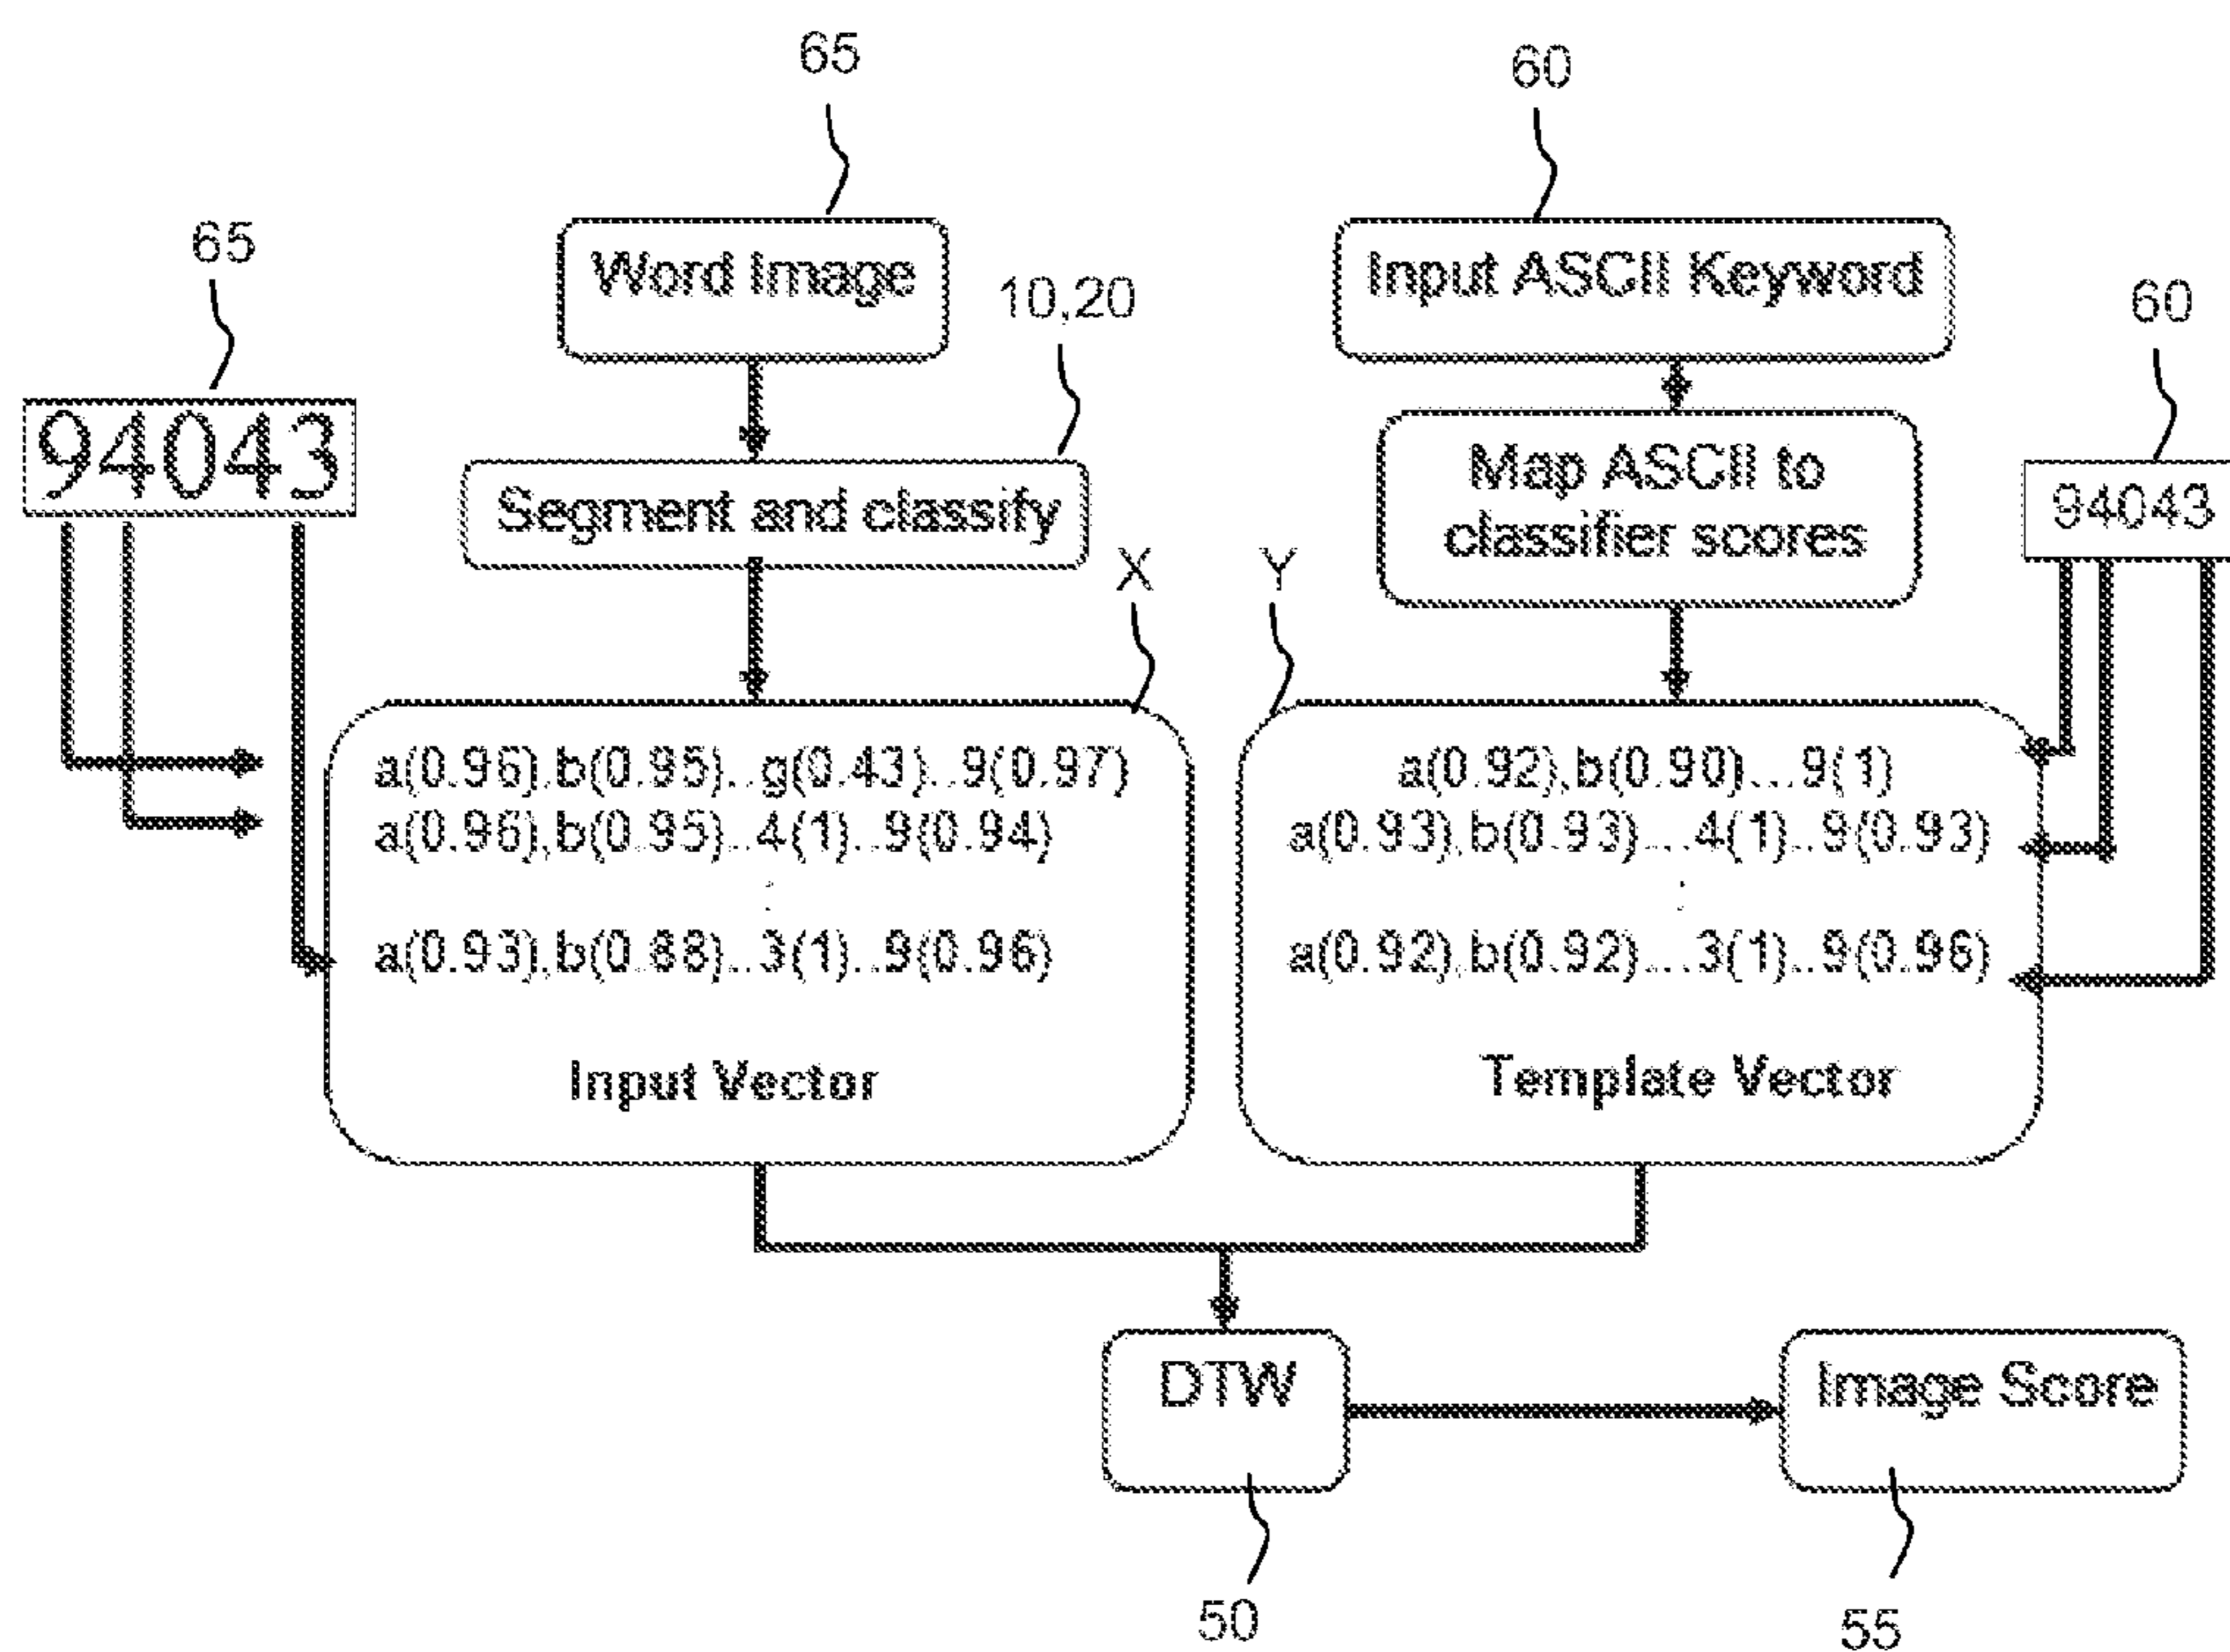 65
60
65
Word Image
10,20
Input ASCII Keyword
60
94043
Segment and classify
Map ASCII to
classifier scores
94043
X
Y
a(0.96),b(0.95)..g(0.43)..9(0.97)
a(0.96),b(0.95)..4(1)..9(0.94)
a(0.93),b(0.88)..3(1)..9(0.96)
Input Vector
a(0.92),b(0.90)...9(1)
a(0.93),b(0.93)....4(1)..9(0.93)
a(0.92),b(0.92)....3(1)..9(0.96)
Template Vector
DTW
Image Score
50
55